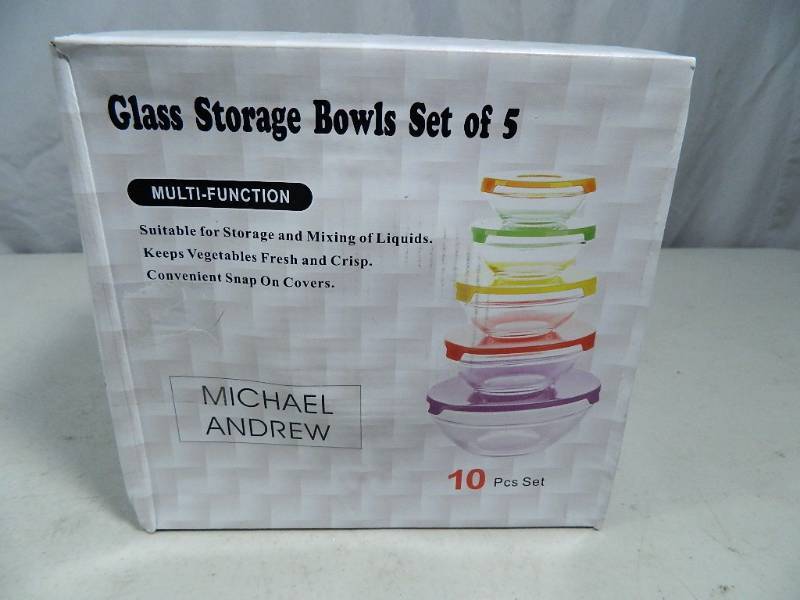 Glass Storage Bowls Set of 5
MULTI-FUNCTION
Suitable for Storage and Mixing of Liquids.
Keeps Vegetables Fresh and Crisp.
Convenient Snap On Covers.
MICHAEL
ANDREW
10 Pcs Set